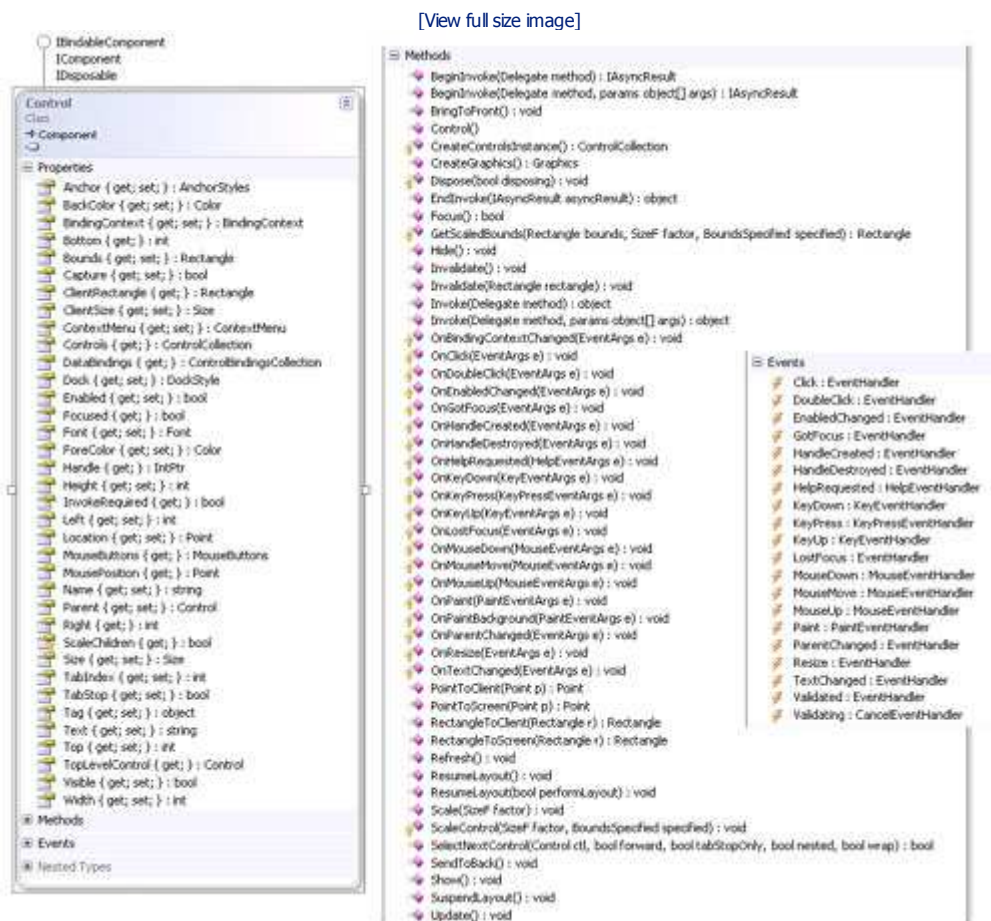 [View full size image]
IBindableComponent
IComponent
IDisposable
Control
Class
Component
Properties
Anchor { get; set; } : AnchorStyles
BackColor { get; set; } : Color
BindingContext { get; set; } : BindingContext
Bottom { get; } : int
Bounds { get; set; } : Rectangle
Capture { get; set; } : bool
ClientRectangle { get; } : Rectangle
ClientSize { get; set; } : Size
ContextMenu { get; set; } : ContextMenu
Controls { get; } : ControlCollection
DataBindings { get; } : ControlBindingsCollection
Dock { get; set; } : DockStyle
Enabled { get; set; } : bool
Focused { get; } : bool
Font { get; set; } : Font
ForeColor { get; set; } : Color
Handle { get; } : IntPtr
Height { get; set; } : int
InvokeRequired { get; } : bool
Left { get; set; } : int
Location { get; set; } : Point
MouseButtons { get; } : MouseButtons
MousePosition { get; } : Point
Name { get; set; } : string
Parent { get; set; } : Control
Right { get; } : int
ScaleChildren { get; } : bool
Size { get; set; } : Size
TabIndex { get; set; } : int
TabStop { get; set; } : bool
Tag { get; set; } : object
Text { get; set; } : string
Top { get; set; } : int
TopLevelControl { get; } : Control
Visible { get; set; } : bool
Width { get; set; } : int
Methods
Events
Nested Types
Methods
BeginInvoke(Delegate method) : IAsyncResult
BeginInvoke(Delegate method, params object[] args) : IAsyncResult
BringToFront() : void
Control()
CreateControlsInstance() : ControlCollection
CreateGraphics() : Graphics
Dispose(bool disposing) : void
EndInvoke(IAsyncResult asyncResult) : object
Focus() : bool
GetScaledBounds(Rectangle bounds, SizeF factor, BoundsSpecified specified) : Rectangle
Hide() : void
Invalidate() : void
Invalidate(Rectangle rectangle) : void
Invoke(Delegate method) : object
Invoke(Delegate method, params object[] args) : object
OnBindingContextChanged(EventArgs e) : void
OnClick(EventArgs e) : void
OnDoubleClick(EventArgs e) : void
OnEnabledChanged(EventArgs e) : void
OnGotFocus(EventArgs e) : void
OnHandleCreated(EventArgs e) : void
OnHandleDestroyed(EventArgs e) : void
OnHelpRequested(HelpEventArgs e) : void
OnKeyDown(KeyEventArgs e) : void
OnKeyPress(KeyPressEventArgs e) : void
OnKeyUp(KeyEventArgs e) : void
OnLostFocus(EventArgs e) : void
OnMouseDown(MouseEventArgs e) : void
OnMouseMove(MouseEventArgs e) : void
OnMouseUp(MouseEventArgs e) : void
OnPaint(PaintEventArgs e) : void
OnPaintBackground(PaintEventArgs e) : void
OnParentChanged(EventArgs e) : void
OnResize(EventArgs e) : void
OnTextChanged(EventArgs e) : void
PointToClient(Point p) : Point
PointToScreen(Point p) : Point
RectangleToClient(Rectangle r) : Rectangle
RectangleToScreen(Rectangle r) : Rectangle
Refresh() : void
ResumeLayout() : void
ResumeLayout(bool performLayout) : void
Scale(SizeF factor) : void
ScaleControl(SizeF factor, BoundsSpecified specified) : void
SelectNextControl(Control ctl, bool forward, bool tabStopOnly, bool nested, bool wrap) : bool
SendToBack() : void
Show() : void
SuspendLayout() : void
Update() : void
Events
Click : EventHandler
DoubleClick : EventHandler
EnabledChanged : EventHandler
GotFocus : EventHandler
HandleCreated : EventHandler
HandleDestroyed : EventHandler
HelpRequested : HelpEventHandler
KeyDown : KeyEventHandler
KeyPress : KeyPressEventHandler
KeyUp : KeyEventHandler
LostFocus : EventHandler
MouseDown : MouseEventHandler
MouseMove : MouseEventHandler
MouseUp : MouseEventHandler
Paint : PaintEventHandler
ParentChanged : EventHandler
Resize : EventHandler
TextChanged : EventHandler
Validated : EventHandler
Validating : CancelEventHandler